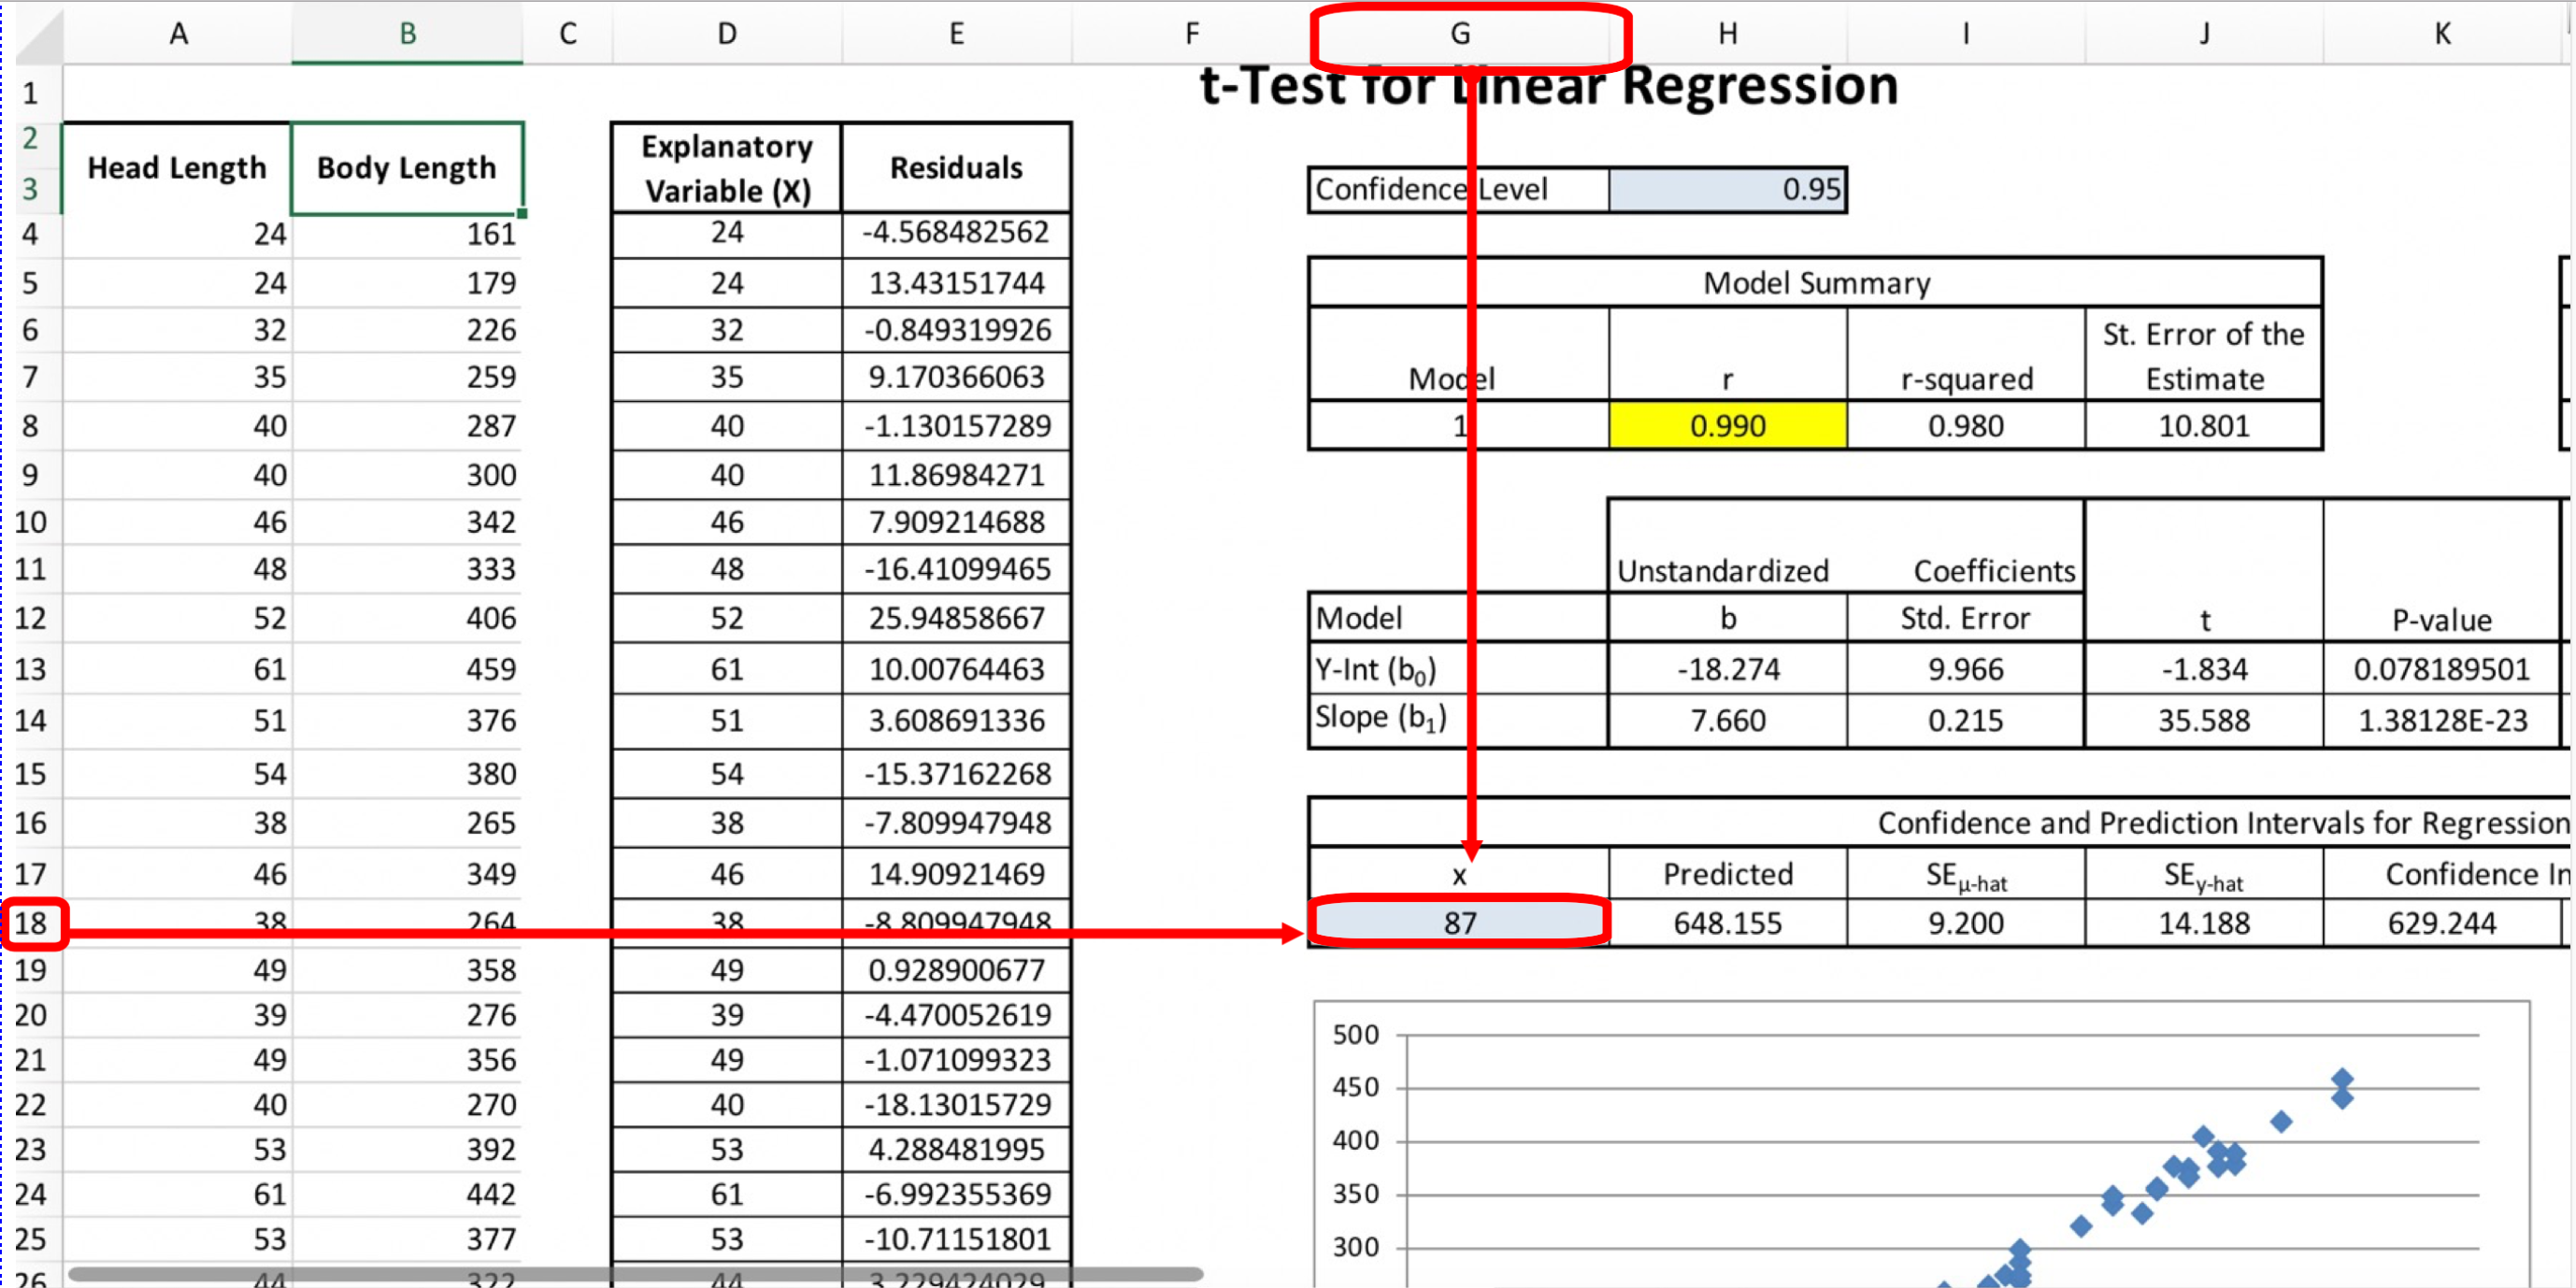 A B C D E F G H I J K
1 t-Test for Linear Regression
2 Head Length Body Length Explanatory Variable (X) Residuals
3 Confidence Level 0.95
4 24 161 24 -4.568482562
5 24 179 24 13.43151744 Model Summary
6 32 226 32 -0.849319926
7 35 259 35 9.170366063 Model r r-squared St. Error of the Estimate
8 40 287 40 -1.130157289 1 0.990 0.980 10.801
9 40 300 40 11.86984271
10 46 342 46 7.909214688
11 48 333 48 -16.41099465 Unstandardized Coefficients
12 52 406 52 25.94858667 Model b Std. Error t P-value
13 61 459 61 10.00764463 Y-Int (b0) -18.274 9.966 -1.834 0.078189501
14 51 376 51 3.608691336 Slope (b1) 7.660 0.215 35.588 1.38128E-23
15 54 380 54 -15.37162268
16 38 265 38 -7.809947948 Confidence and Prediction Intervals for Regression
17 46 349 46 14.90921469 x Predicted SEμ-hat SEy-hat Confidence In
18 38 264 38 -8.809947948 87 648.155 9.200 14.188 629.244
19 49 358 49 0.928900677
20 39 276 39 -4.470052619 500
21 49 356 49 -1.071099323 450
22 40 270 40 -18.13015729 400
23 53 392 53 4.288481995
24 61 442 61 -6.992355369 350
25 53 377 53 -10.71151801 300
26 44 322 44 3.229424029